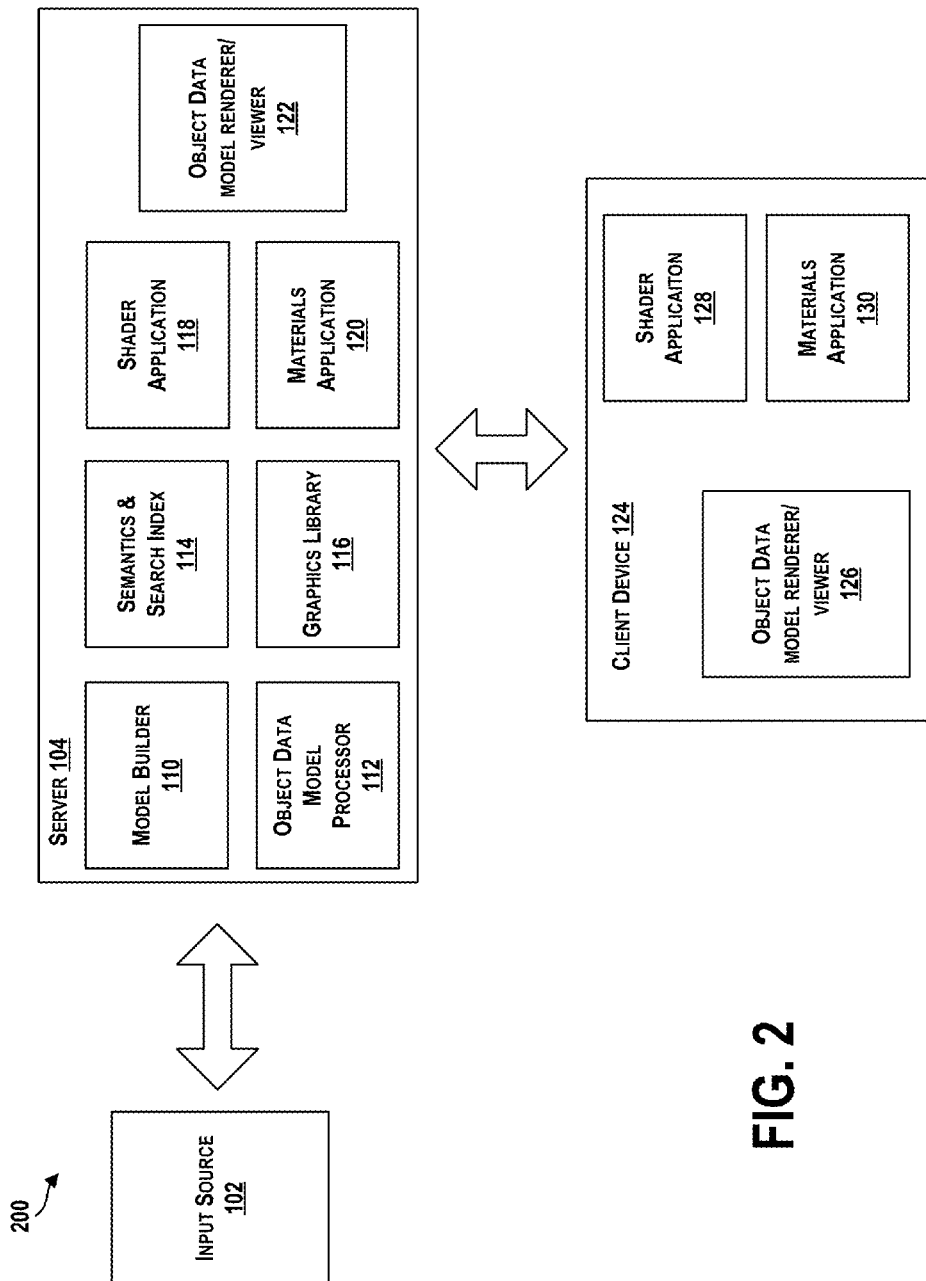 200
INPUT SOURCE
102
SERVER 104
MODEL BUILDER
110
SEMANTICS &
SEARCH INDEX
114
SHADER
APPLICATION
118
OBJECT DATA
MODEL RENDERER/
VIEWER
122
OBJECT DATA
MODEL
PROCESSOR
112
GRAPHICS LIBRARY
116
MATERIALS
APPLICATION
120
CLIENT DEVICE 124
OBJECT DATA
MODEL RENDERER/
VIEWER
126
SHADER
APPLICAITON
128
MATERIALS
APPLICATION
130
FIG. 2